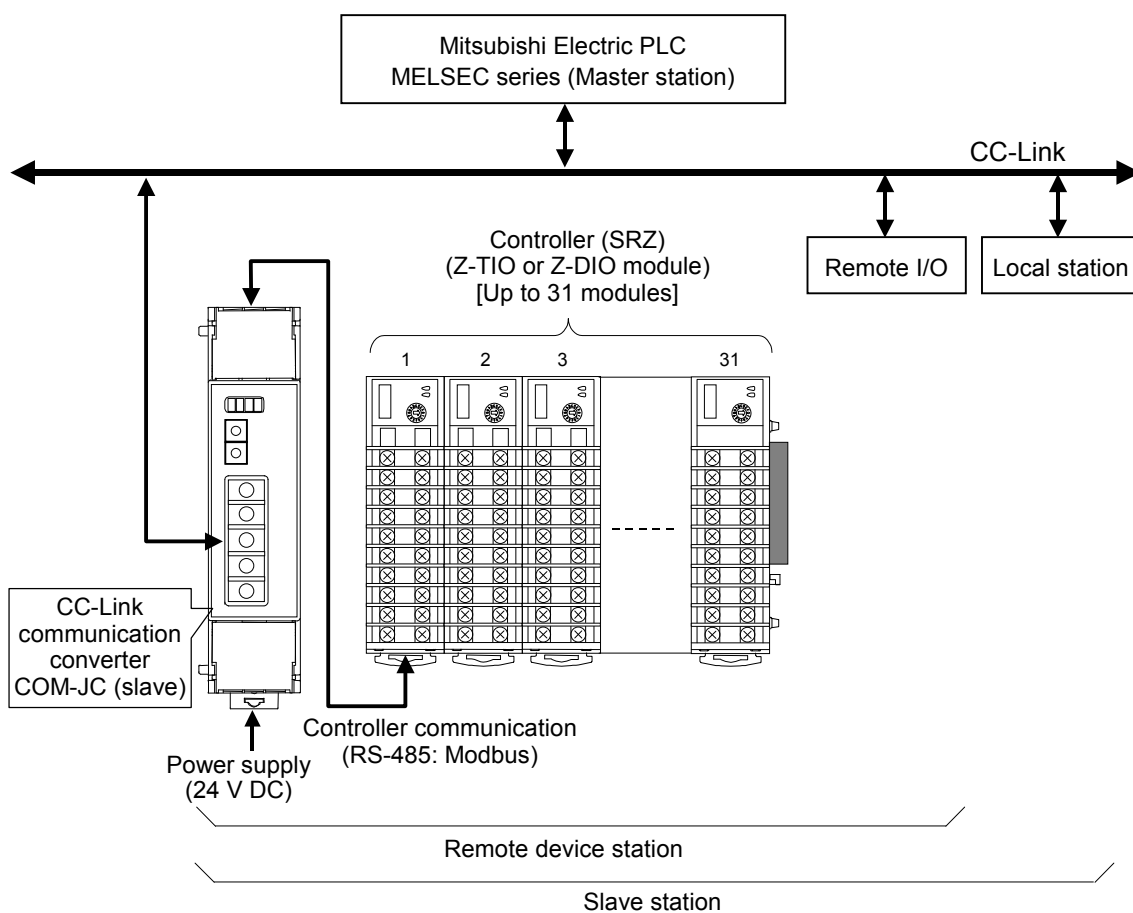 Mitsubishi Electric PLC
MELSEC series (Master station)
CC-Link
Controller (SRZ)
(Z-TIO or Z-DIO module)
[Up to 31 modules]
Remote I/O
Local station
1
2
3
31
CC-Link
communication
converter
COM-JC (slave)
Controller communication
(RS-485: Modbus)
Power supply
(24 V DC)
Remote device station
Slave station